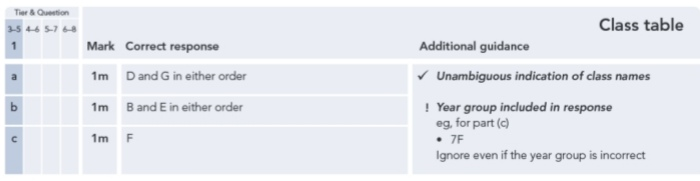 Tier & Question
3–5 4–6 5–7 6–8
Class table
1
Mark Correct response Additional guidance
a 1m D and G in either order ✓ Unambiguous indication of class names
b 1m B and E in either order ! Year group included in response
eg, for part (c)
c 1m F • 7F
Ignore even if the year group is incorrect